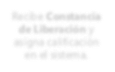 Recibe Constancia
de Liberación y
asigna calificación
en el sistema.